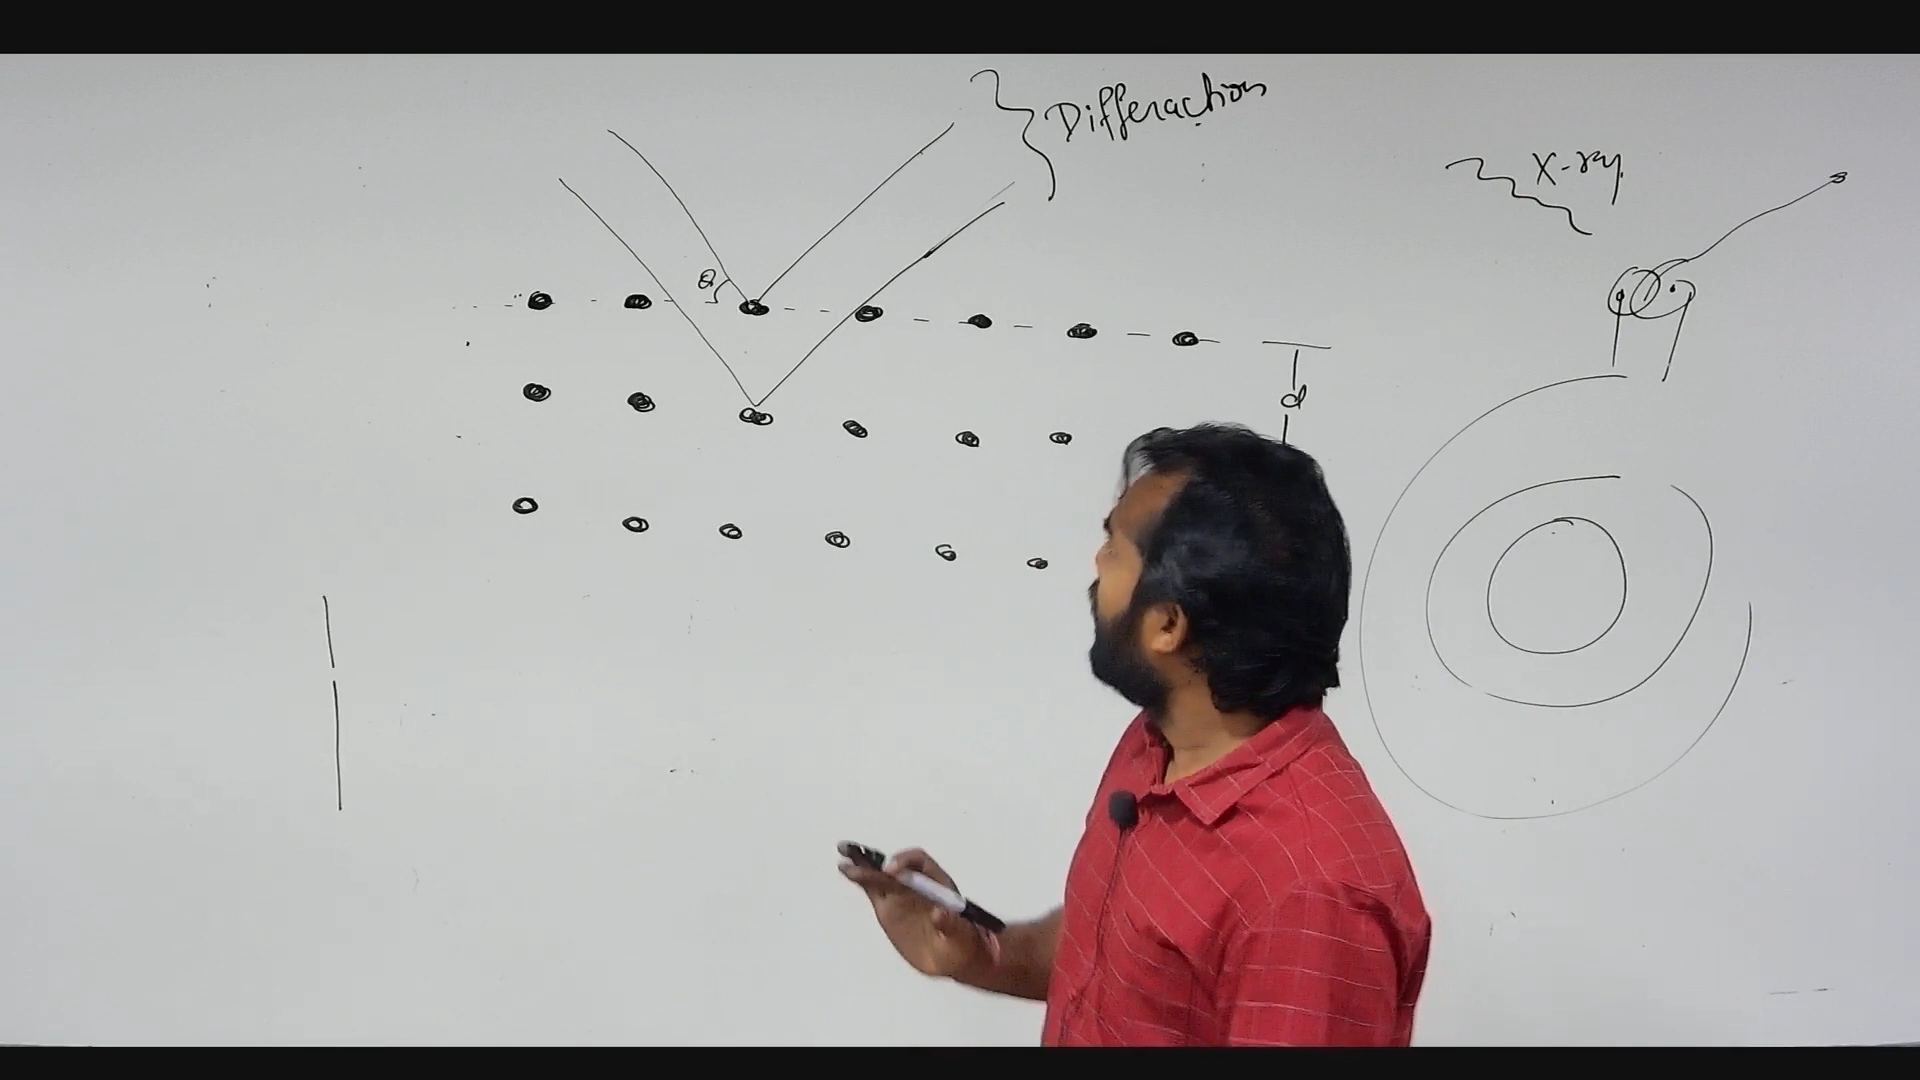 Differaction
X-ray
θ
d